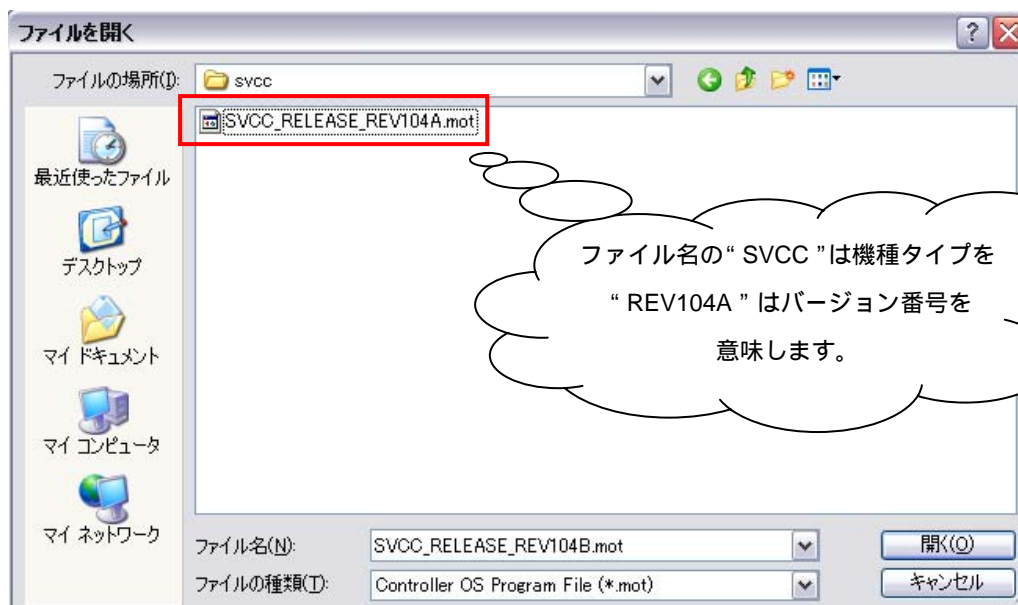 ファイルを開く
ファイルの場所(I):
svcc
SVCC_RELEASE_REV104A.mot
最近使ったファイル
デスクトップ
マイ ドキュメント
マイ コンピュータ
マイ ネットワーク
ファイル名の“ SVCC ”は機種タイプを
“ REV104A ” はバージョン番号を
意味します。
ファイル名(N):
SVCC_RELEASE_REV104B.mot
開く(O)
ファイルの種類(T):
Controller OS Program File (*.mot)
キャンセル